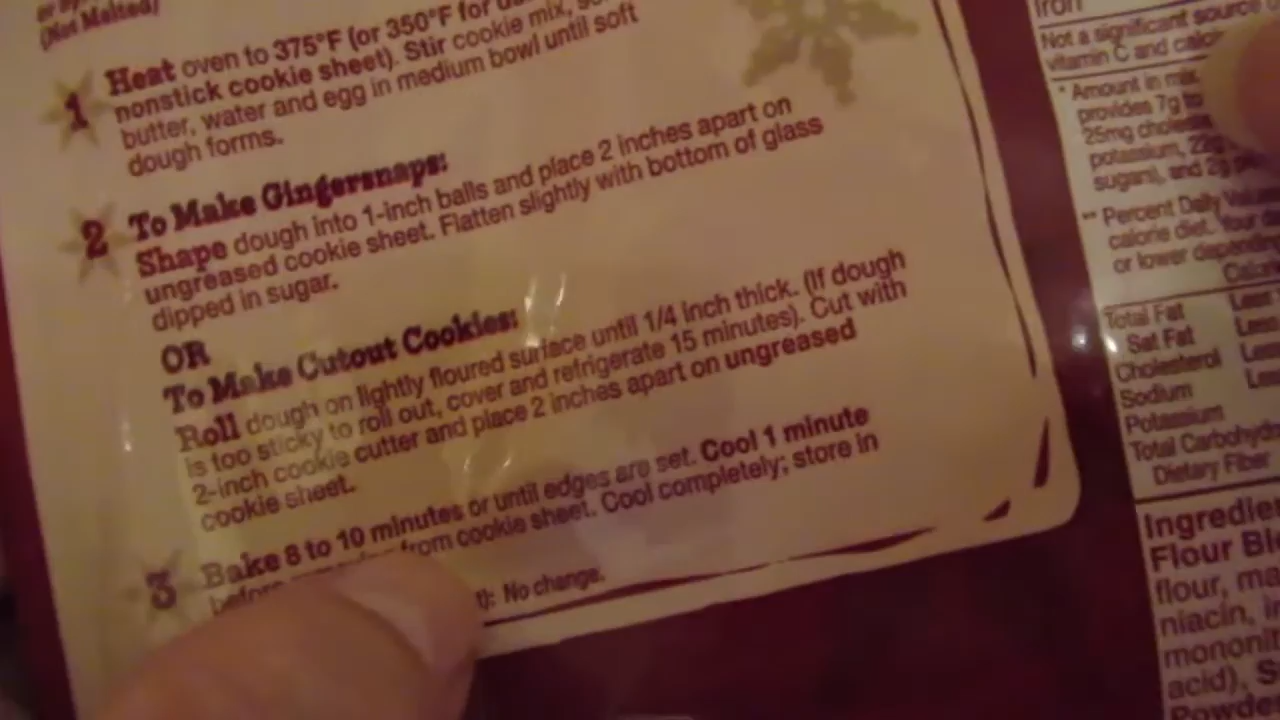 (Not Melted)
1 Heat oven to 375°F (or 350°F for
nonstick cookie sheet). Stir cookie mix,
butter, water and egg in medium bowl until soft
dough forms.
2 To Make Gingersnaps:
Shape dough into 1-inch balls and place 2 inches apart on
ungreased cookie sheet. Flatten slightly with bottom of glass
dipped in sugar.
OR
To Make Cutout Cookies:
Roll dough on lightly floured surface until 1/4 inch thick. (If dough
is too sticky to roll out, cover and refrigerate 15 minutes). Cut with
2-inch cookie cutter and place 2 inches apart on ungreased
cookie sheet.
3 Bake 8 to 10 minutes or until edges are set. Cool 1 minute
before from cookie sheet. Cool completely; store in
No change.
Iron
Not a significant source
vitamin C and
* Amount in
provides 7g
25mg
potassium,
and 2g
** Percent Daily
calorie diet.
or lower
Total Fat Less
Sat Fat Less
Cholesterol Less
Sodium Less
Potassium
Total
Dietary Fiber
Flour
flour,
niacin,
acid),